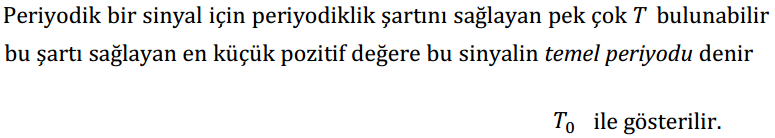 Periyodik bir sinyal için periyodiklik şartını sağlayan pek çok T bulunabilir
bu şartı sağlayan en küçük pozitif değere bu sinyalin temel periyodu denir
T₀ ile gösterilir.